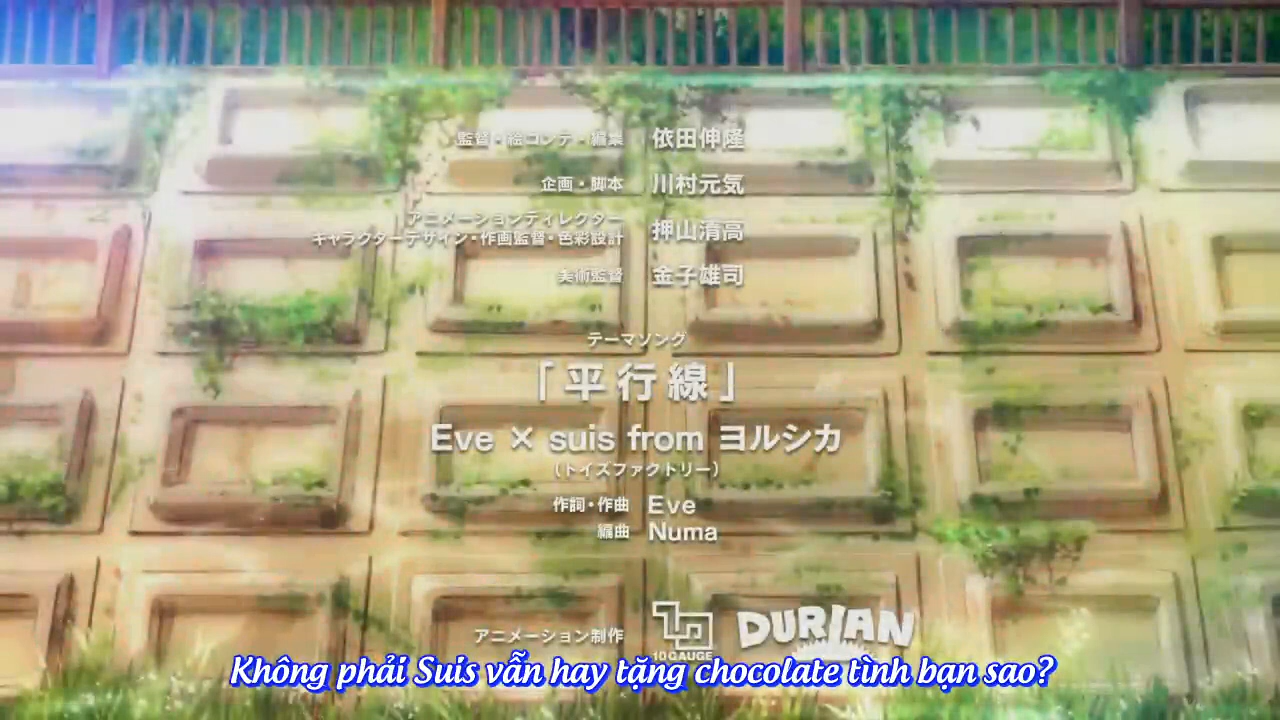 監督・絵コンテ・編集 依田伸隆
企画・脚本 川村元気
アニメーションディレクター
キャラクターデザイン・作画監督・色彩設計 押山清高
美術監督 金子雄司
テーマソング
「平行線」
Eve × suis from ヨルシカ
(トイズファクトリー)
作詞・作曲 Eve
編曲 Numa
アニメーション制作 10GAUGE DURIAN
Không phải Suis vẫn hay tặng chocolate tình bạn sao?